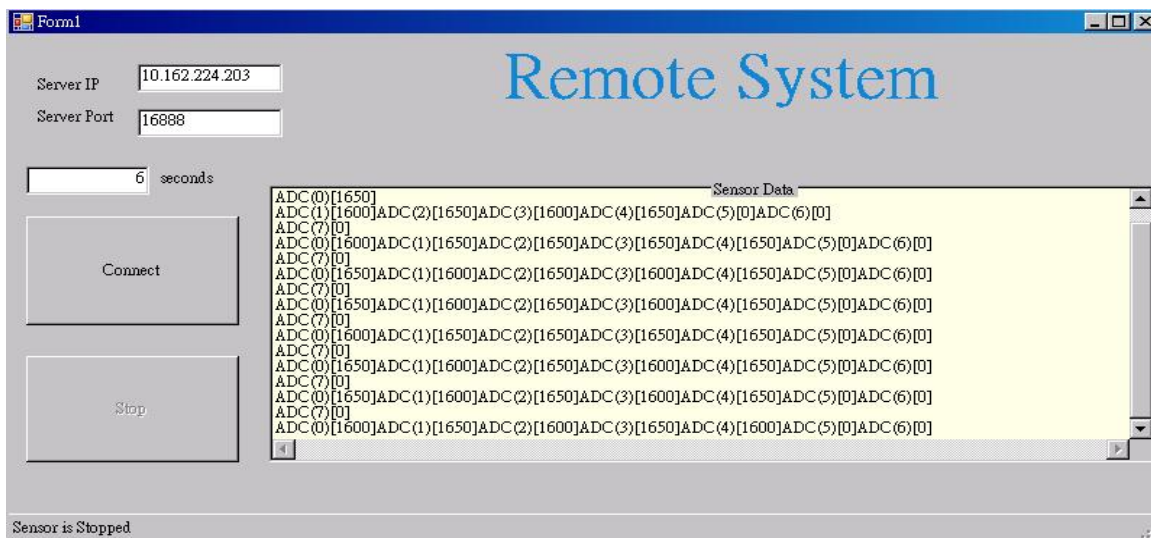 Form1
Remote System
Server IP
10.162.224.203
Server Port
16888
6 seconds
Connect
Stop
Sensor Data
ADC(0)[1650]
ADC(1)[1600]ADC(2)[1650]ADC(3)[1600]ADC(4)[1650]ADC(5)[0]ADC(6)[0]
ADC(7)[0]
ADC(0)[1600]ADC(1)[1650]ADC(2)[1650]ADC(3)[1650]ADC(4)[1650]ADC(5)[0]ADC(6)[0]
ADC(7)[0]
ADC(0)[1650]ADC(1)[1600]ADC(2)[1650]ADC(3)[1600]ADC(4)[1650]ADC(5)[0]ADC(6)[0]
ADC(7)[0]
ADC(0)[1650]ADC(1)[1600]ADC(2)[1650]ADC(3)[1600]ADC(4)[1650]ADC(5)[0]ADC(6)[0]
ADC(7)[0]
ADC(0)[1600]ADC(1)[1650]ADC(2)[1650]ADC(3)[1650]ADC(4)[1650]ADC(5)[0]ADC(6)[0]
ADC(7)[0]
ADC(0)[1650]ADC(1)[1600]ADC(2)[1650]ADC(3)[1600]ADC(4)[1650]ADC(5)[0]ADC(6)[0]
ADC(7)[0]
ADC(0)[1650]ADC(1)[1600]ADC(2)[1650]ADC(3)[1600]ADC(4)[1650]ADC(5)[0]ADC(6)[0]
ADC(7)[0]
ADC(0)[1600]ADC(1)[1650]ADC(2)[1600]ADC(3)[1650]ADC(4)[1600]ADC(5)[0]ADC(6)[0]
Sensor is Stopped